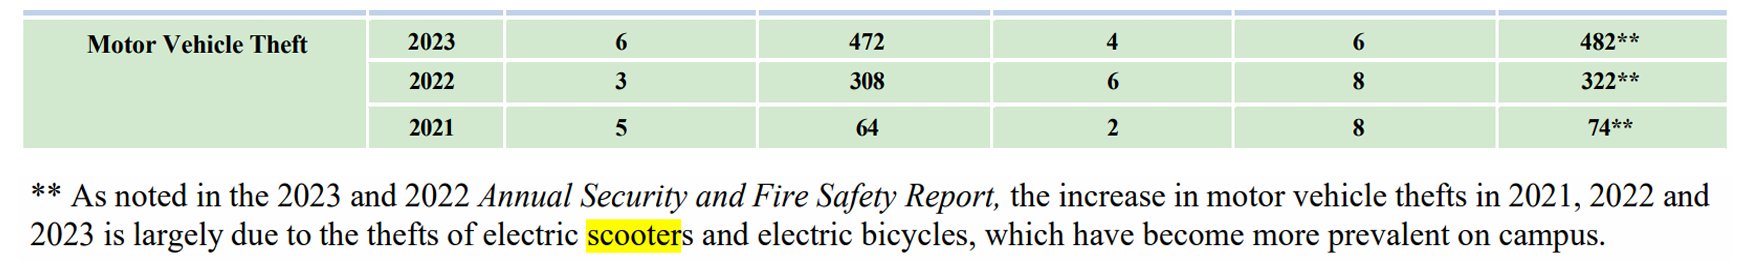 Motor Vehicle Theft 2023 6 472 4 6 482**
2022 3 308 6 8 322**
2021 5 64 2 8 74**
** As noted in the 2023 and 2022 Annual Security and Fire Safety Report, the increase in motor vehicle thefts in 2021, 2022 and
2023 is largely due to the thefts of electric scooters and electric bicycles, which have become more prevalent on campus.